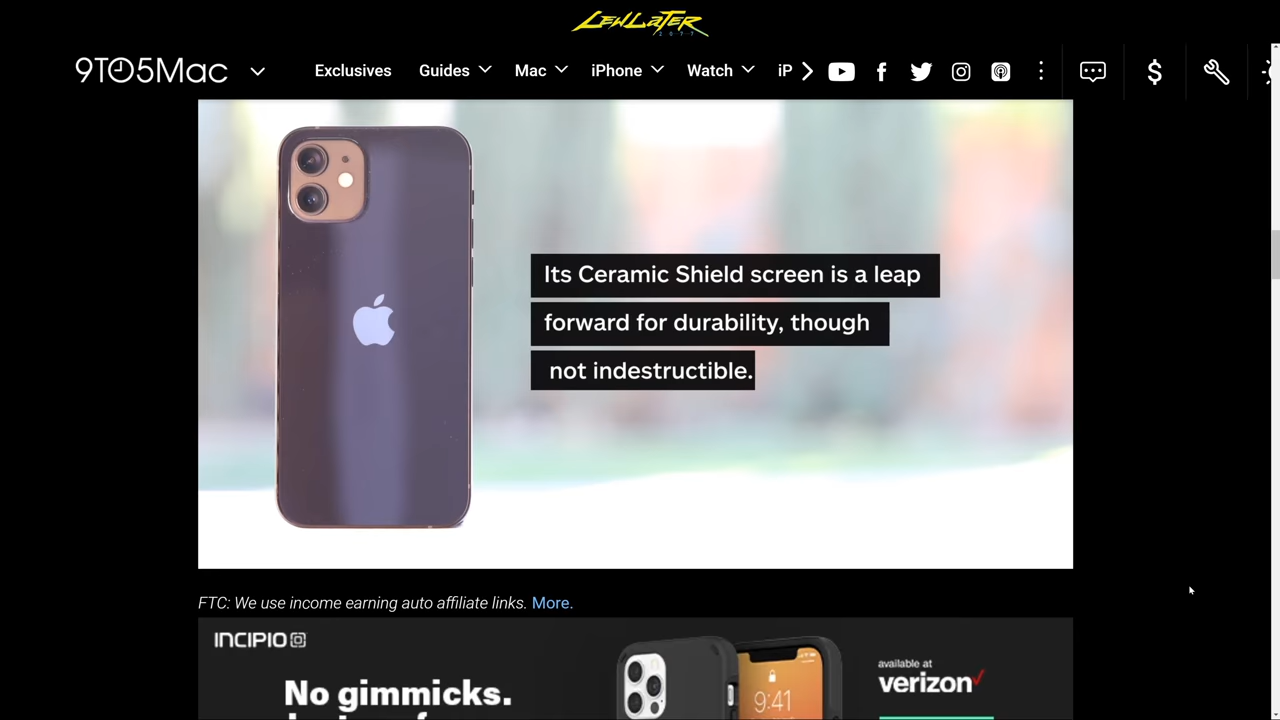 LEWLATER
2077
9TO5Mac
Exclusives Guides Mac iPhone Watch iP
Its Ceramic Shield screen is a leap
forward for durability, though
not indestructible.
FTC: We use income earning auto affiliate links. More.
INCIPIO
No gimmicks.
9:41
available at
verizon